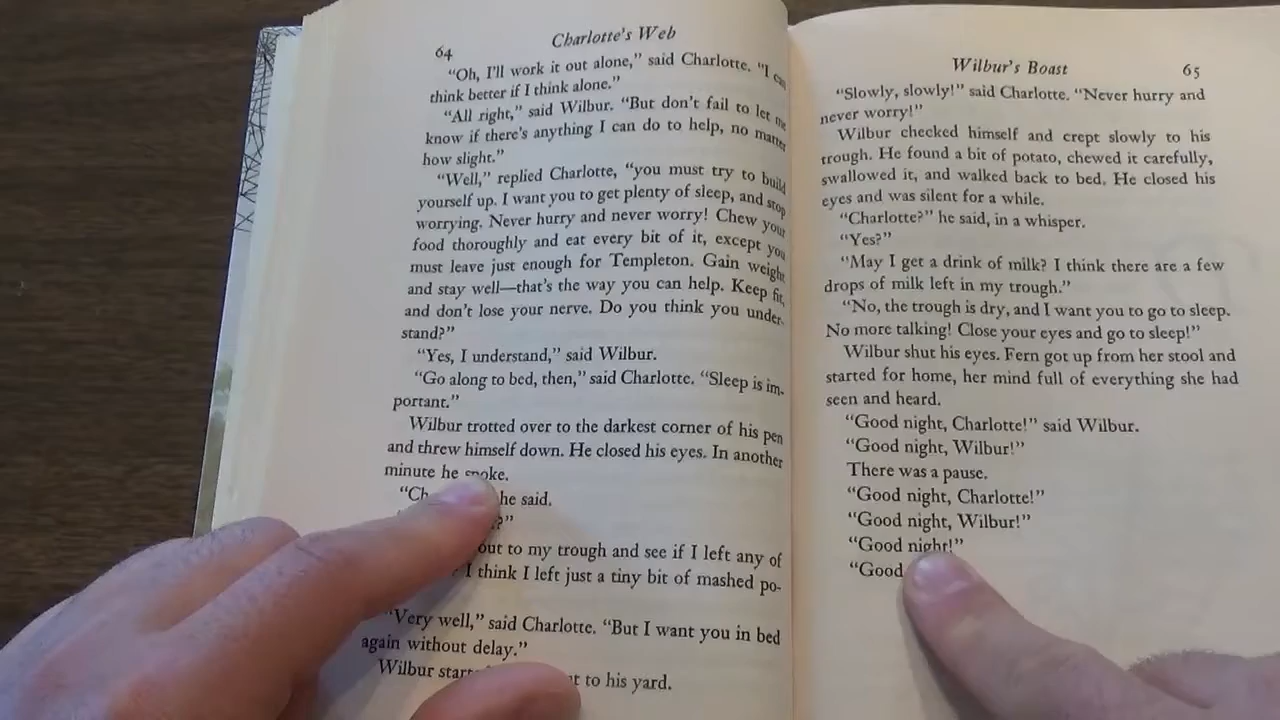 64
Charlotte's Web
“Oh, I'll work it out alone,” said Charlotte. “I can
think better if I think alone.”
“All right,” said Wilbur. “But don't fail to let me
know if there's anything I can do to help, no matter
how slight.”
“Well,” replied Charlotte, “you must try to build
yourself up. I want you to get plenty of sleep, and stop
worrying. Never hurry and never worry! Chew your
food thoroughly and eat every bit of it, except you
must leave just enough for Templeton. Gain weight
and stay well—that's the way you can help. Keep fit,
and don't lose your nerve. Do you think you under-
stand?”
“Yes, I understand,” said Wilbur.
“Go along to bed, then,” said Charlotte. “Sleep is im-
portant.”
Wilbur trotted over to the darkest corner of his pen
and threw himself down. He closed his eyes. In another
minute he spoke.
he said.
out to my trough and see if I left any of
I think I left just a tiny bit of mashed po-
“Very well,” said Charlotte. “But I want you in bed
again without delay.”
Wilbur to his yard.
Wilbur's Boast
65
“Slowly, slowly!” said Charlotte. “Never hurry and
never worry!”
Wilbur checked himself and crept slowly to his
trough. He found a bit of potato, chewed it carefully,
swallowed it, and walked back to bed. He closed his
eyes and was silent for a while.
“Charlotte?” he said, in a whisper.
“Yes?”
“May I get a drink of milk? I think there are a few
drops of milk left in my trough.”
“No, the trough is dry, and I want you to go to sleep.
No more talking! Close your eyes and go to sleep!”
Wilbur shut his eyes. Fern got up from her stool and
started for home, her mind full of everything she had
seen and heard.
“Good night, Charlotte!” said Wilbur.
“Good night, Wilbur!”
There was a pause.
“Good night, Charlotte!”
“Good night, Wilbur!”
“Good night!”
“Good